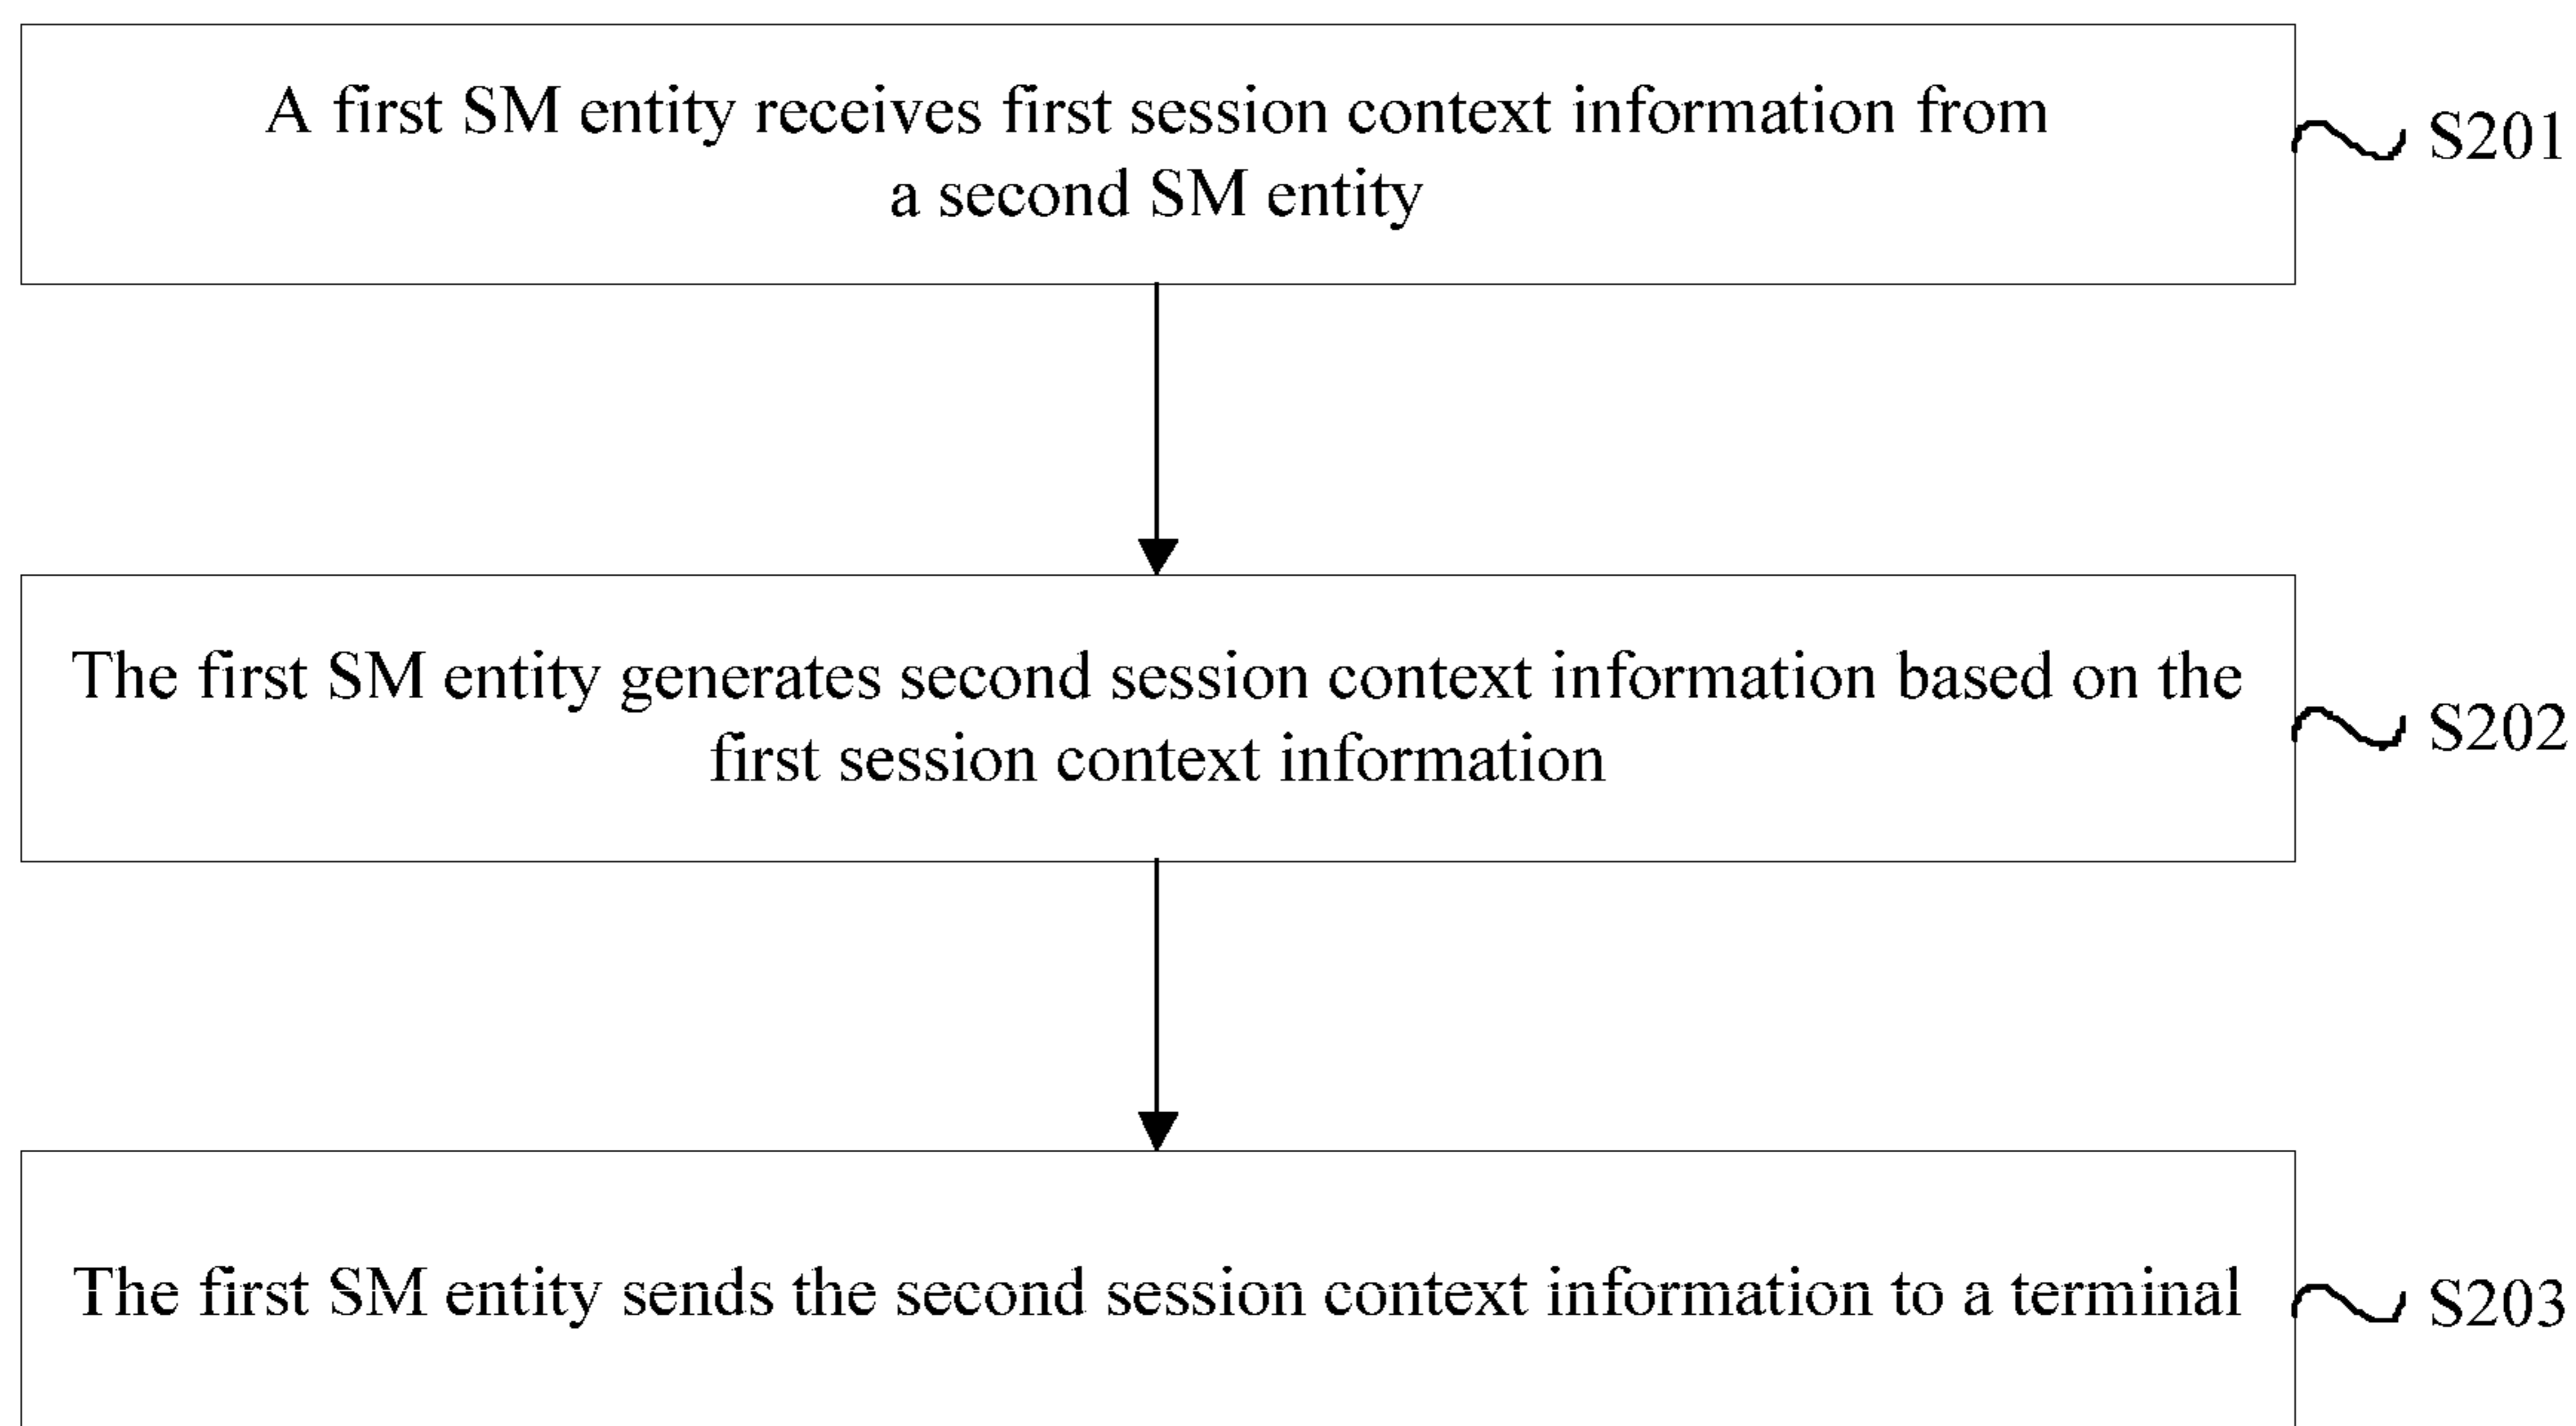 A first SM entity receives first session context information from
a second SM entity
S201
The first SM entity generates second session context information based on the
first session context information
S202
The first SM entity sends the second session context information to a terminal
S203